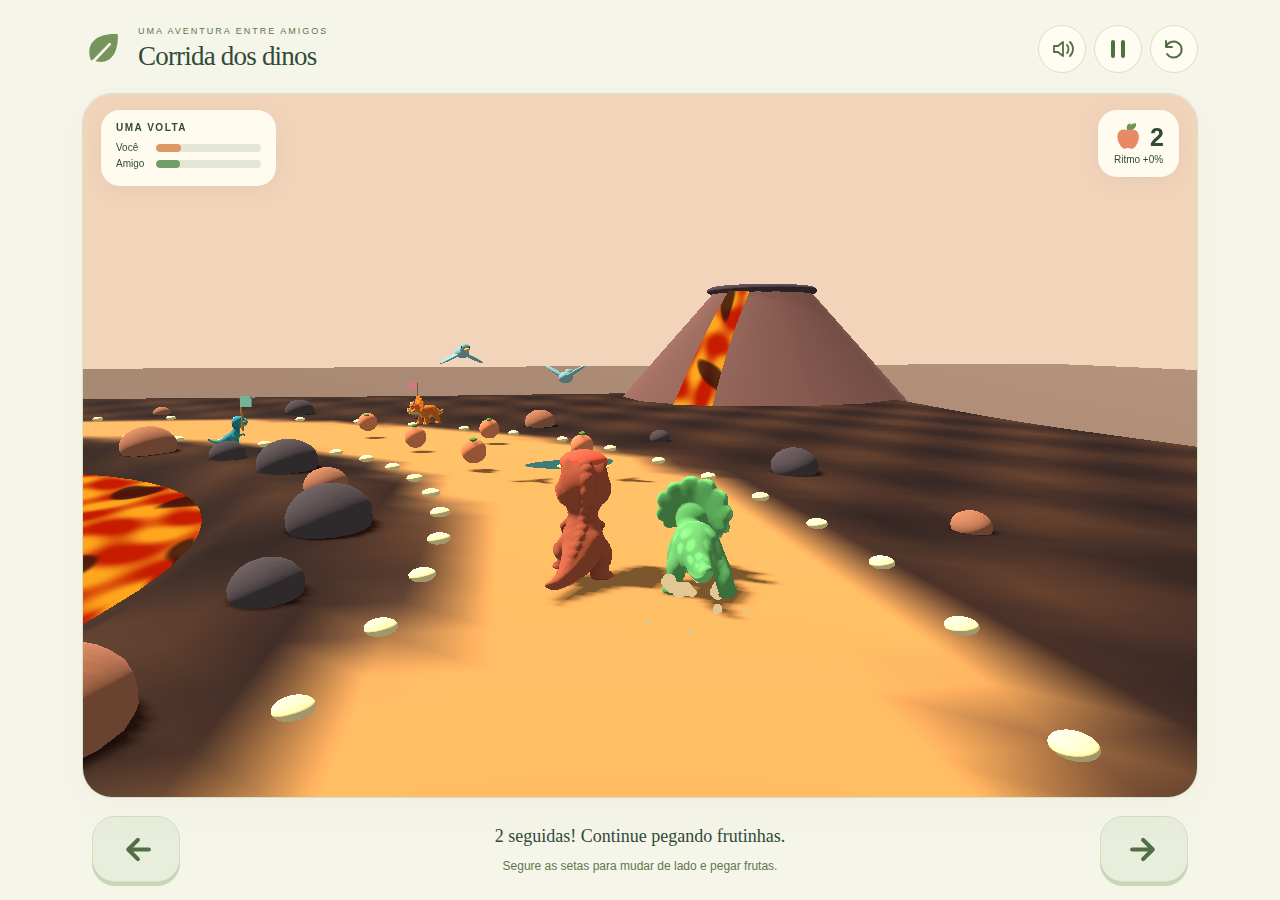 UMA AVENTURA ENTRE AMIGOS
Corrida dos dinos
UMA VOLTA
Você
Amigo
2
Ritmo +0%
2 seguidas! Continue pegando frutinhas.
Segure as setas para mudar de lado e pegar frutas.